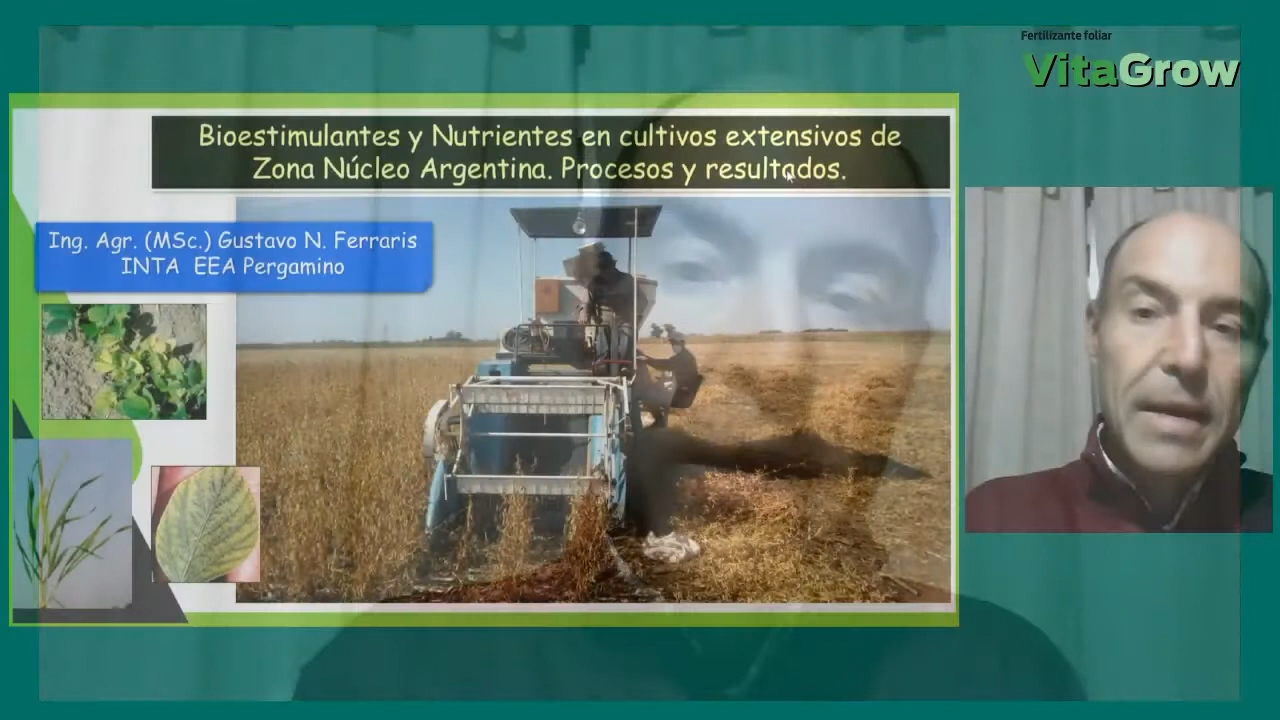 Fertilizante foliar
VitaGrow
Bioestimulantes y Nutrientes en cultivos extensivos de
Zona Núcleo Argentina. Procesos y resultados.
Ing. Agr. (MSc.) Gustavo N. Ferraris
INTA EEA Pergamino